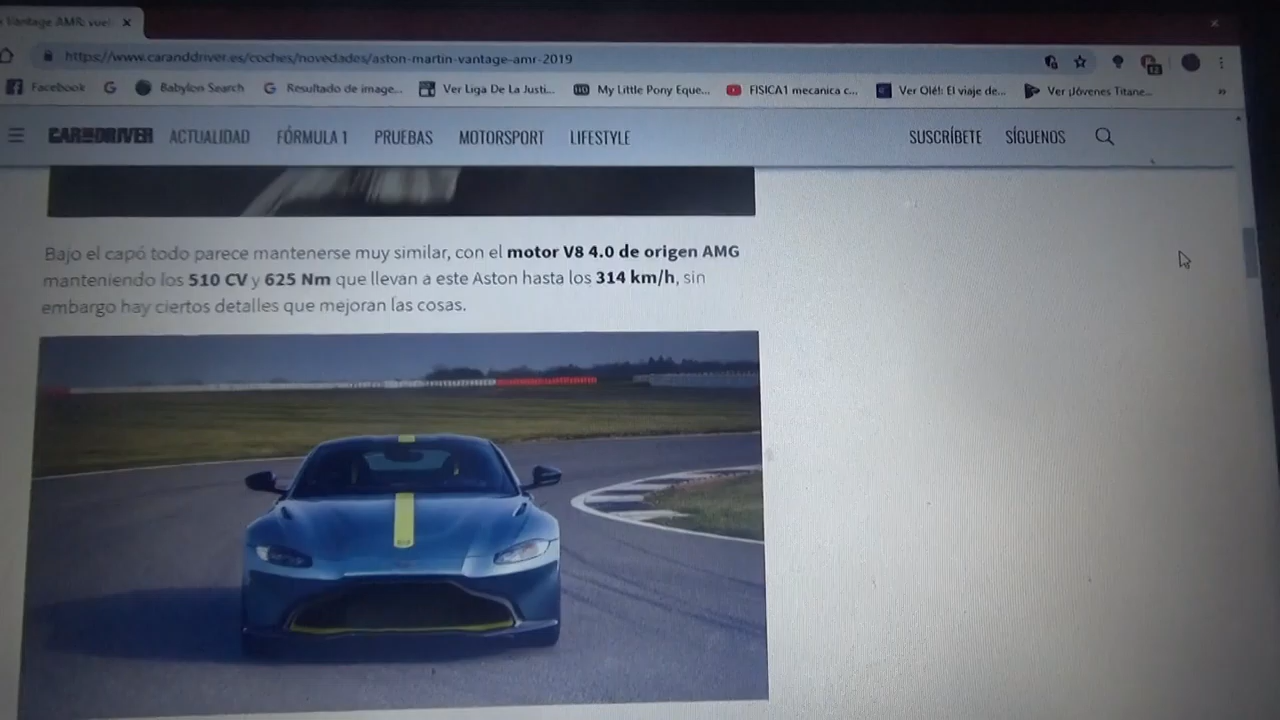 Vantage AMR: vuel
https://www.caranddriver.es/coches/novedades/aston-martin-vantage-amr-2019
Facebook
Babylon Search
Resultado de image...
Ver Liga De La Justi...
My Little Pony Eque...
FISICA1 mecanica c...
Ver Olé!: El viaje de...
Ver ¡Jóvenes Titane...
CAR AND DRIVER ACTUALIDAD FÓRMULA 1 PRUEBAS MOTORSPORT LIFESTYLE SUSCRÍBETE SÍGUENOS
Bajo el capó todo parece mantenerse muy similar, con el motor V8 4.0 de origen AMG
manteniendo los 510 CV y 625 Nm que llevan a este Aston hasta los 314 km/h, sin
embargo hay ciertos detalles que mejoran las cosas.